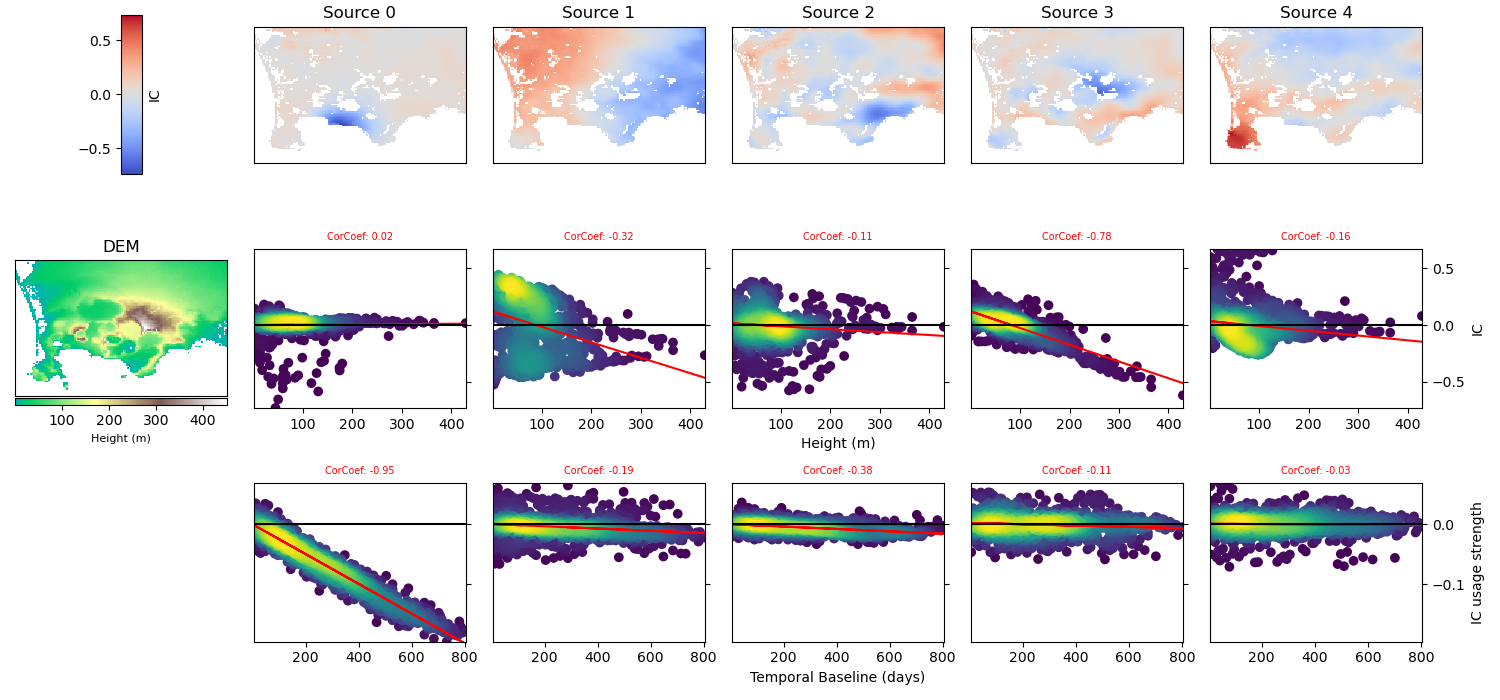 Source 0
Source 1
Source 2
Source 3
Source 4
0.5
0.0
−0.5
IC
DEM
100
200
300
400
Height (m)
CorCoef: 0.02
CorCoef: -0.32
CorCoef: -0.11
CorCoef: -0.78
CorCoef: -0.16
0.5
0.0
−0.5
IC
100 200 300 400
100 200 300 400
100 200 300 400
100 200 300 400
100 200 300 400
Height (m)
CorCoef: -0.95
CorCoef: -0.19
CorCoef: -0.38
CorCoef: -0.11
CorCoef: -0.03
0.0
−0.1
IC usage strength
200 400 600 800
200 400 600 800
200 400 600 800
200 400 600 800
200 400 600 800
Temporal Baseline (days)